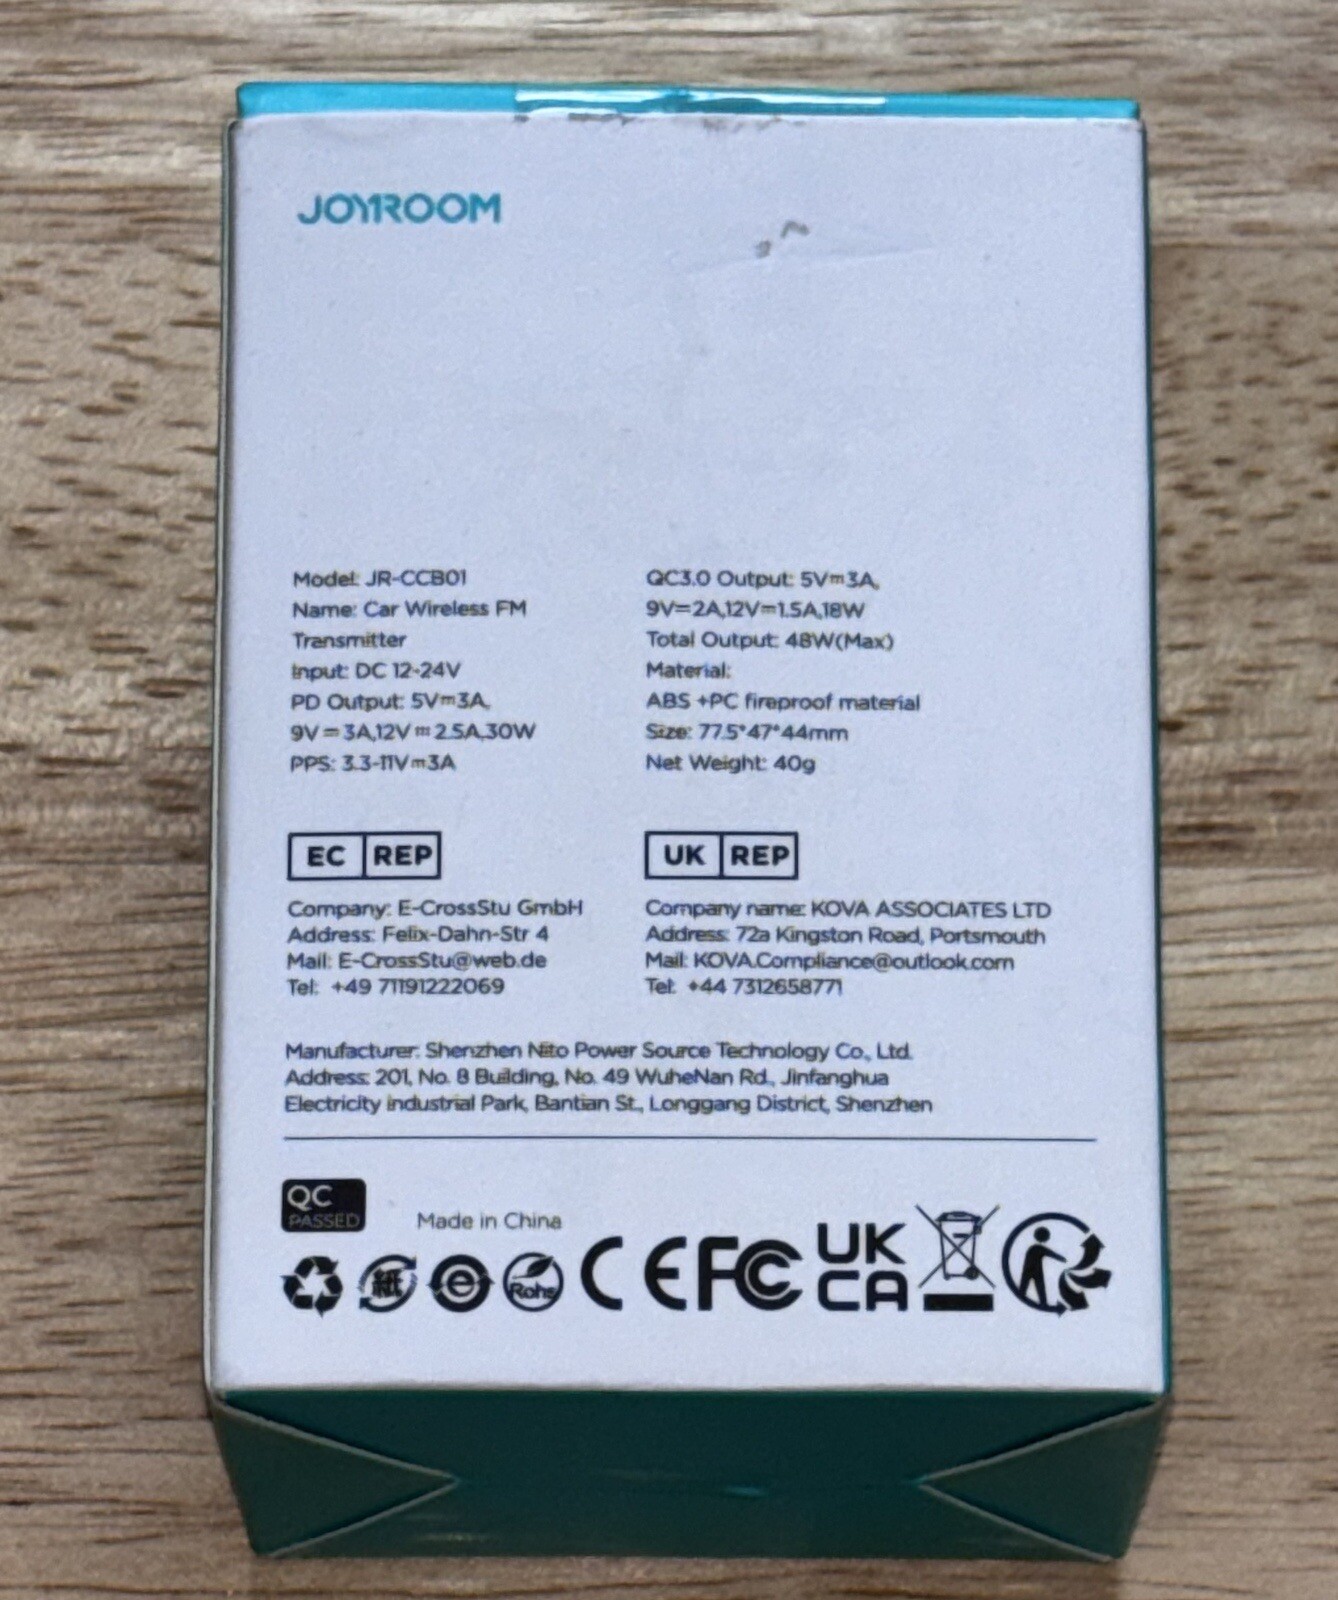 JOYROOM
Model: JR-CCB01
Name: Car Wireless FM
Transmitter
Input: DC 12-24V
PD Output: 5V⎓3A,
9V⎓3A,12V⎓2.5A,30W
PPS: 3.3-11V⎓3A
QC3.0 Output: 5V⎓3A,
9V⎓2A,12V⎓1.5A,18W
Total Output: 48W(Max)
Material:
ABS +PC fireproof material
Size: 77.5*47*44mm
Net Weight: 40g
EC REP
Company: E-CrossStu GmbH
Address: Felix-Dahn-Str 4
Mail: E-CrossStu@web.de
Tel: +49 71191222069
UK REP
Company name: KOVA ASSOCIATES LTD
Address: 72a Kingston Road, Portsmouth
Mail: KOVA.Compliance@outlook.com
Tel: +44 7312658771
Manufacturer: Shenzhen Nito Power Source Technology Co., Ltd.
Address: 201, No. 8 Building, No. 49 WuheNan Rd., Jinfanghua
Electricity industrial Park, Bantian St., Longgang District, Shenzhen
QC
PASSED
Made in China
紙 e Rohs CE FC UK
CA